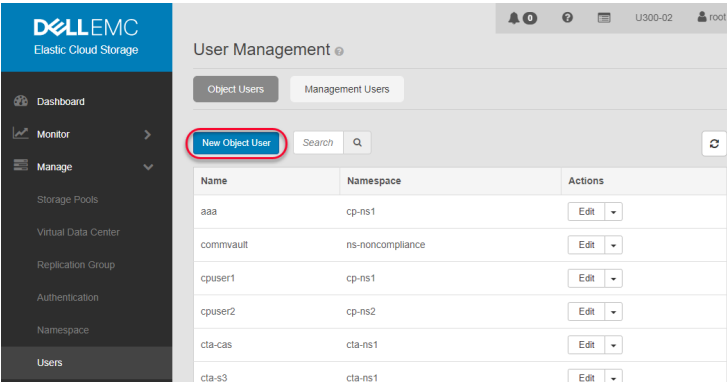 DELLEMC
Elastic Cloud Storage
0
U300-02
root
User Management
Object Users
Management Users
Dashboard
Monitor
Manage
Storage Pools
Virtual Data Center
Replication Group
Authentication
Namespace
Users
New Object User
Search
Name Namespace Actions
aaa cp-ns1 Edit
commvault ns-noncompliance Edit
cpuser1 cp-ns1 Edit
cpuser2 cp-ns2 Edit
cta-cas cta-ns1 Edit
cta-s3 cta-ns1 Edit